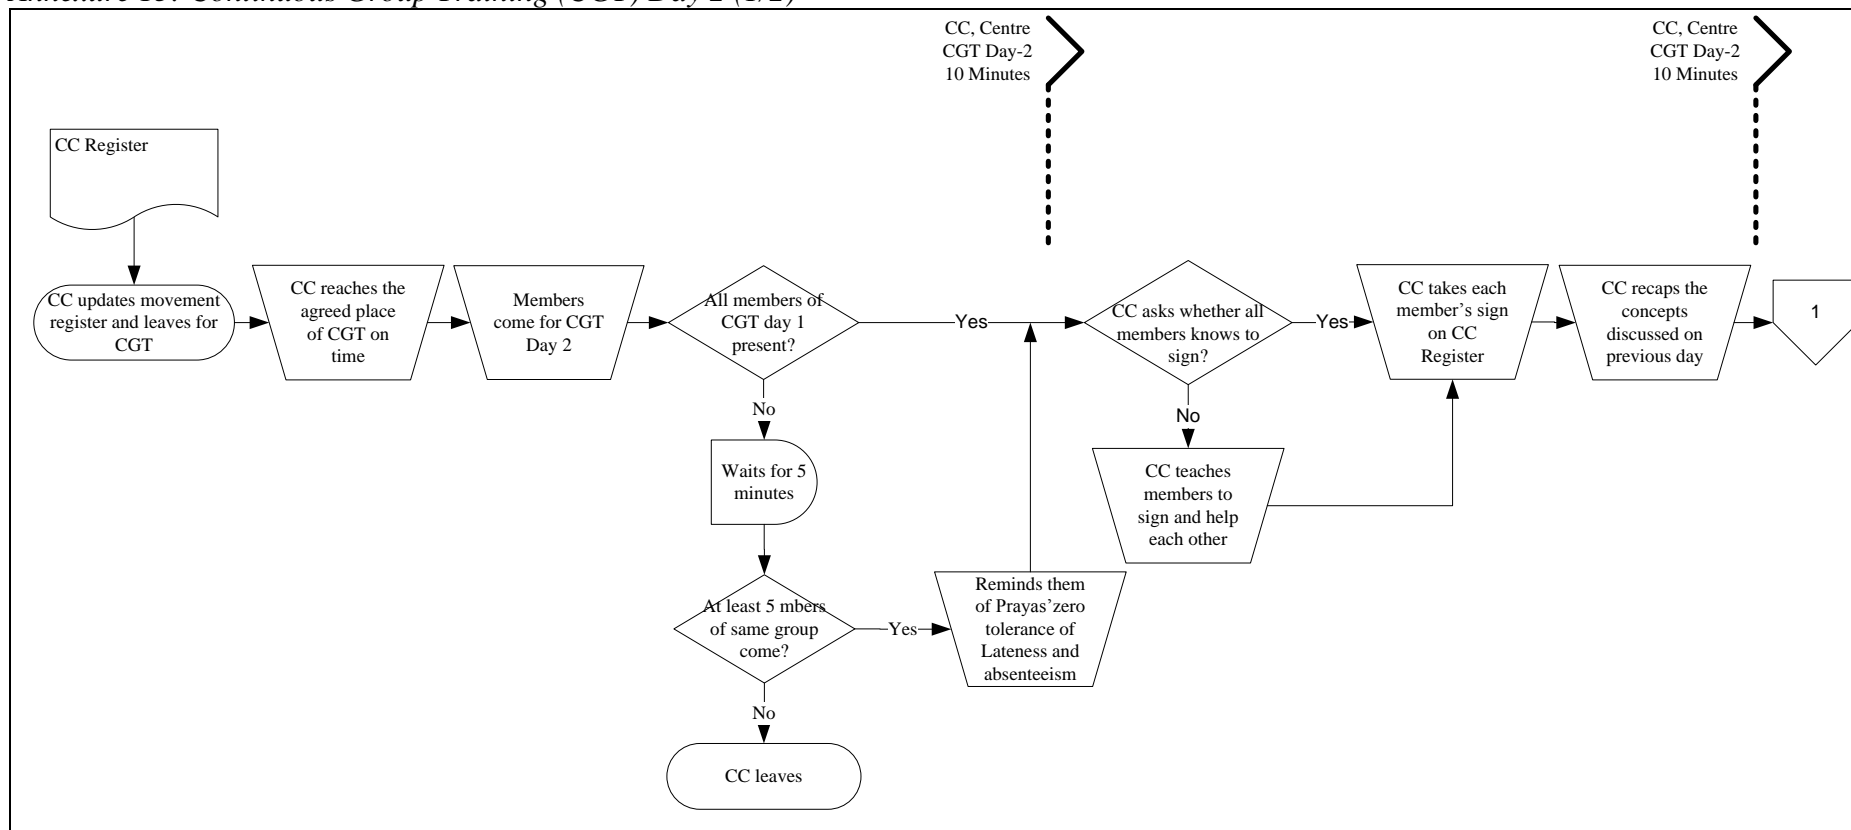 CC, Centre
CGT Day-2
10 Minutes
CC, Centre
CGT Day-2
10 Minutes
CC Register
CC updates movement
register and leaves for
CGT
CC reaches the
agreed place
of CGT on
time
Members
come for CGT
Day 2
All members of
CGT day 1
present?
Yes
CC asks whether all
members knows to
sign?
Yes
CC takes each
member's sign
on CC
Register
CC recaps the
concepts
discussed on
previous day
1
No
Waits for 5
minutes
No
CC teaches
members to
sign and help
each other
At least 5 mbers
of same group
come?
Yes
Reminds them
of Prayas'zero
tolerance of
Lateness and
absenteeism
No
CC leaves